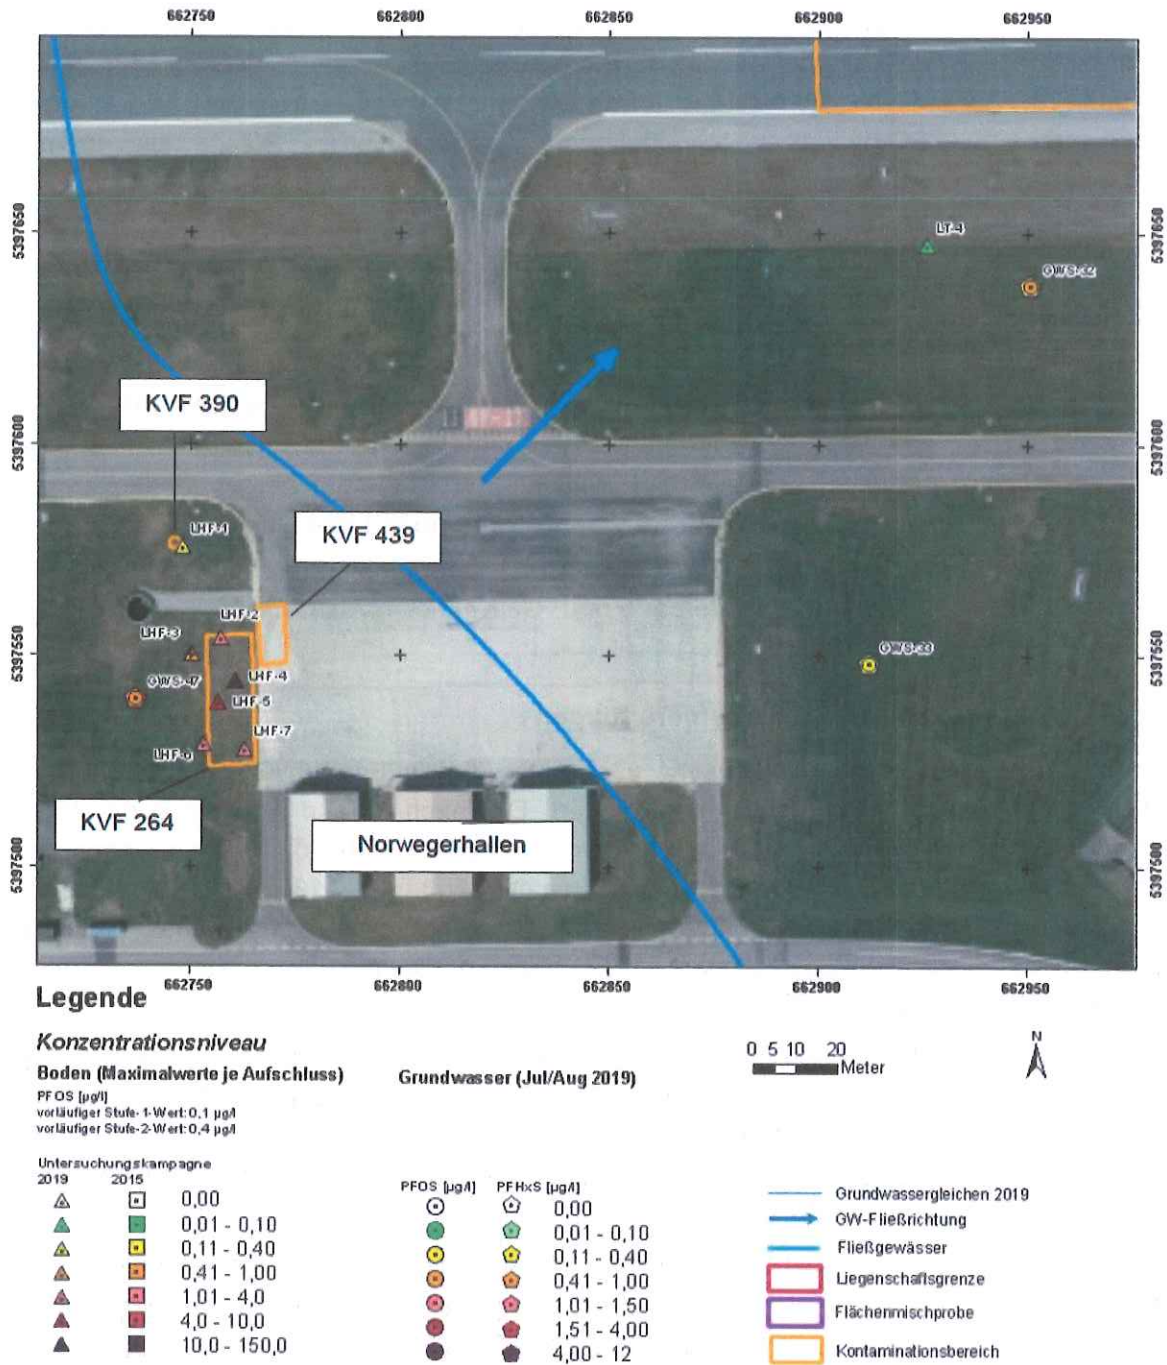 662750 662800 662850 662900 662950
5397650 5397650
LT-4
GWS-32
KVF 390
5397600 5397600
LHF-1
KVF 439
LHF-2
LHF-3
5397550 5397550
GWS-33
GWS-47
LHF-4
LHF-5
LHF-7
LHF-6
KVF 264
Norwegerhallen
5397500 5397500
662750 662800 662850 662900 662950
Legende
Konzentrationsniveau
Boden (Maximalwerte je Aufschluss)
PFOS [µg/l]
vorläufiger Stufe-1-Wert: 0,1 µg/l
vorläufiger Stufe-2-Wert: 0,4 µg/l
Untersuchungskampagne
2019 2015
0,00
0,01 - 0,10
0,11 - 0,40
0,41 - 1,00
1,01 - 4,0
4,0 - 10,0
10,0 - 150,0
Grundwasser (Jul/Aug 2019)
PFOS [µg/l] PFHxS [µg/l]
0,00
0,01 - 0,10
0,11 - 0,40
0,41 - 1,00
1,01 - 1,50
1,51 - 4,00
4,00 - 12
0 5 10 20
Meter
N
Grundwassergleichen 2019
GW-Fließrichtung
Fließgewässer
Liegenschaftsgrenze
Flächenmischprobe
Kontaminationsbereich